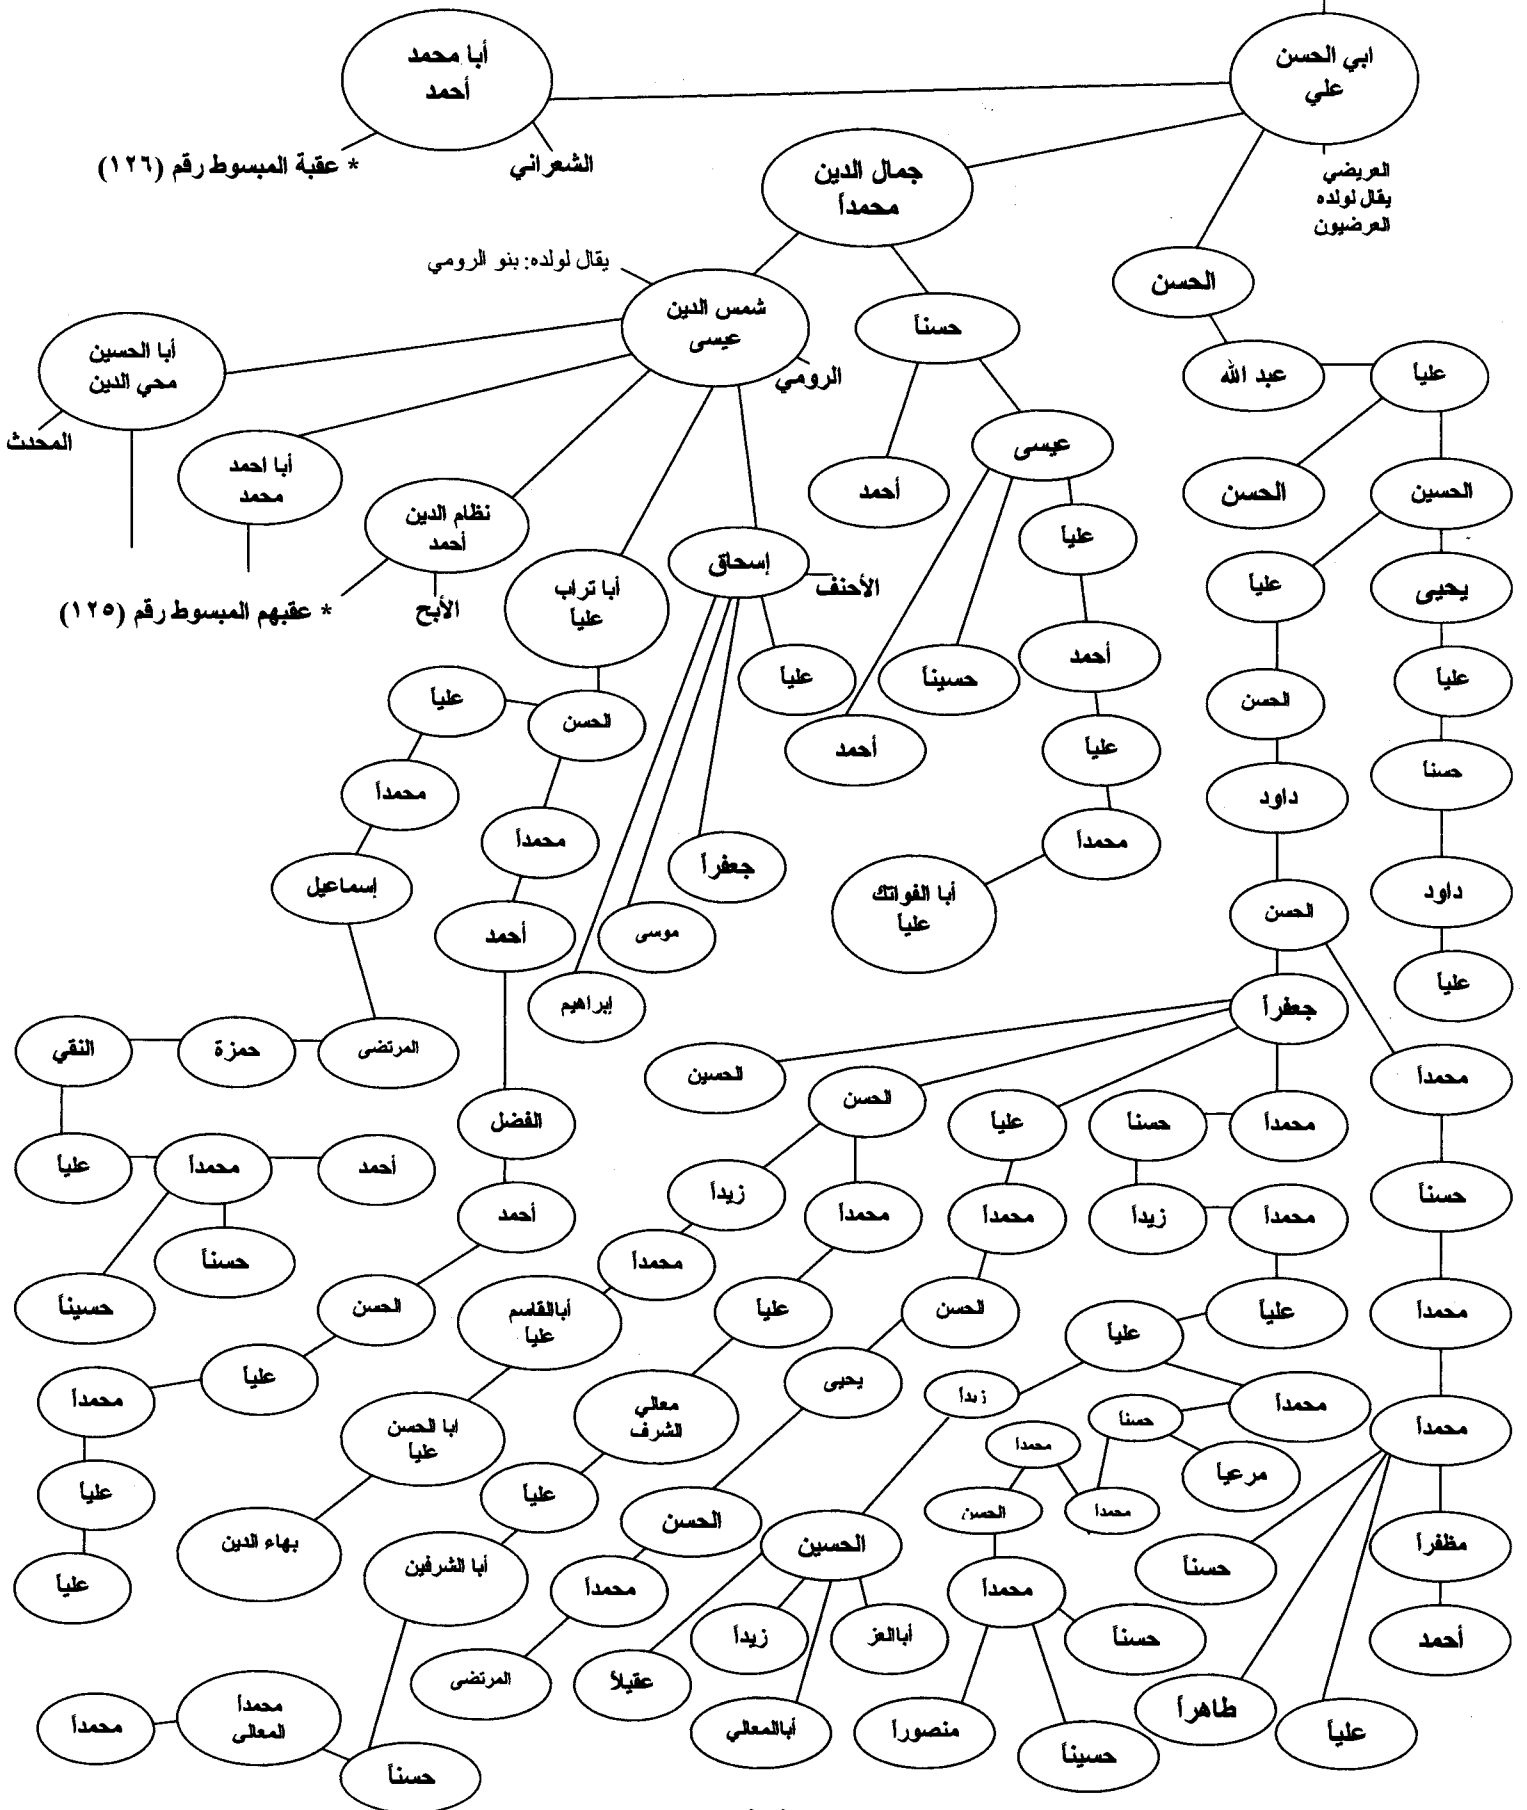 ابي الحسن
علي
أبا محمد
أحمد
الشعراني
* عقبة المبسوط رقم (١٢٦)
العريضي
يقال لولده
العرضيون
جمال الدين
محمداً
يقال لولده: بنو الرومي
الحسن
شمس الدين
عيسى
الرومي
حسناً
أبا الحسين
محي الدين
المحدث
عبد الله
علياً
عيسى
أبا احمد
محمد
أحمد
الحسن
الحسين
نظام الدين
أحمد
الأبح
* عقبهم المبسوط رقم (١٢٥)
علياً
إسحاق
الأحنف
أبا تراب
علياً
علياً
يحيى
أحمد
حسيناً
علياً
علياً
علياً
الحسن
الحسن
أحمد
علياً
حسناً
محمداً
داود
محمداً
محمداً
جعفراً
إسماعيل
أبا الفواتك
علياً
داود
الحسن
أحمد
موسى
علياً
إبراهيم
جعفراً
النقي
حمزة
المرتضى
الحسين
الحسن
محمداً
الفضل
علياً
حسناً
محمداً
علياً
محمداً
أحمد
زيداً
حسناً
أحمد
محمداً
محمداً
زيداً
محمداً
حسناً
محمداً
حسيناً
الحسن
أباالقاسم
علياً
علياً
الحسن
علياً
علياً
محمداً
محمداً
علياً
يحيى
زيداً
محمداً
معالي
الشرف
حسناً
محمداً
ابا الحسن
علياً
محمداً
مرعياً
علياً
علياً
الحسن
محمداً
الحسن
الحسين
مظفراً
بهاء الدين
أبا الشرفين
علياً
محمداً
محمداً
حسناً
زيداً
أباالعز
حسناً
أحمد
المرتضى
عقيلاً
أباالمعالي
منصوراً
حسيناً
طاهراً
علياً
محمداً
محمداً
المعالى
حسناً